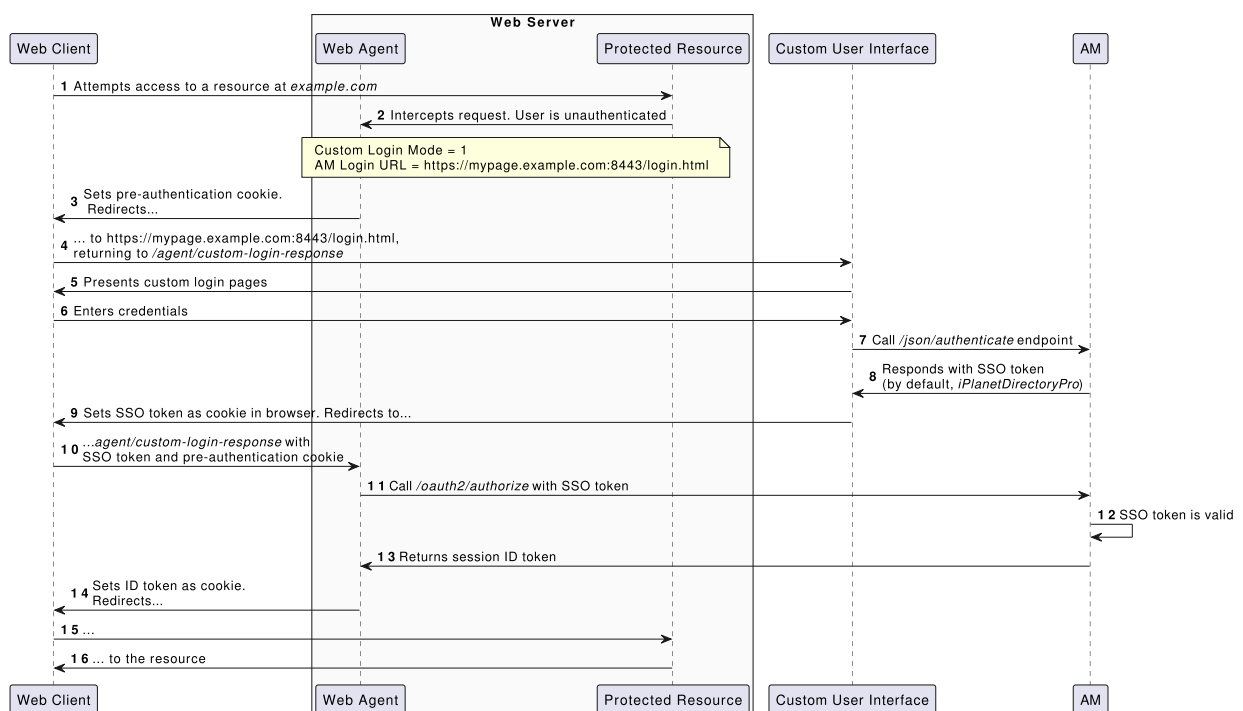 Web Server
Web Client
Web Agent
Protected Resource
Custom User Interface
AM
1 Attempts access to a resource at example.com
2 Intercepts request. User is unauthenticated
Custom Login Mode = 1
AM Login URL = https://mypage.example.com:8443/login.html
3 Sets pre-authentication cookie.
Redirects...
4 ... to https://mypage.example.com:8443/login.html,
returning to /agent/custom-login-response
5 Presents custom login pages
6 Enters credentials
7 Call /json/authenticate endpoint
8 Responds with SSO token
(by default, iPlanetDirectoryPro)
9 Sets SSO token as cookie in browser. Redirects to...
10 ...agent/custom-login-response with
SSO token and pre-authentication cookie
11 Call /oauth2/authorize with SSO token
12 SSO token is valid
13 Returns session ID token
14 Sets ID token as cookie.
Redirects...
15 ...
16 ... to the resource
Web Client
Web Agent
Protected Resource
Custom User Interface
AM